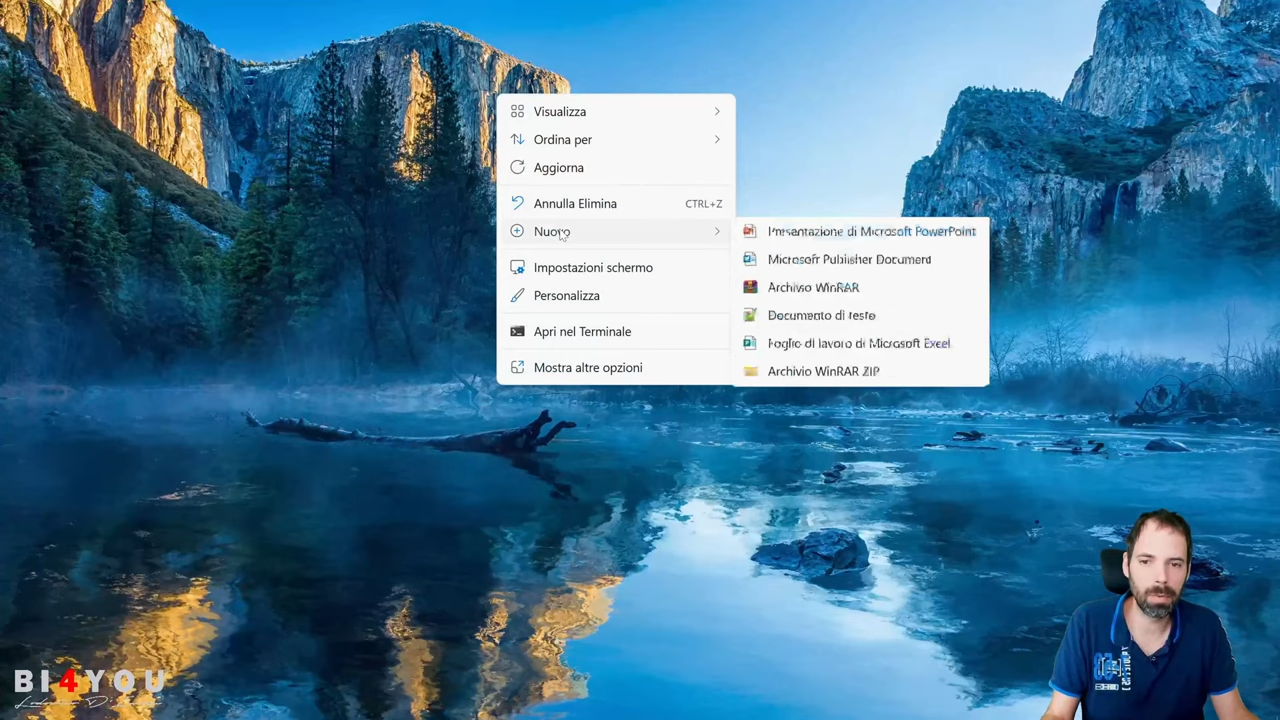 Visualizza
Ordina per
Aggiorna
Annulla Elimina CTRL+Z
Nuovo
Impostazioni schermo
Personalizza
Apri nel Terminale
Mostra altre opzioni
Presentazione di Microsoft PowerPoint
Microsoft Publisher Document
Archivio WinRAR
Documento di testo
Foglio di lavoro di Microsoft Excel
Archivio WinRAR ZIP
BI4YOU